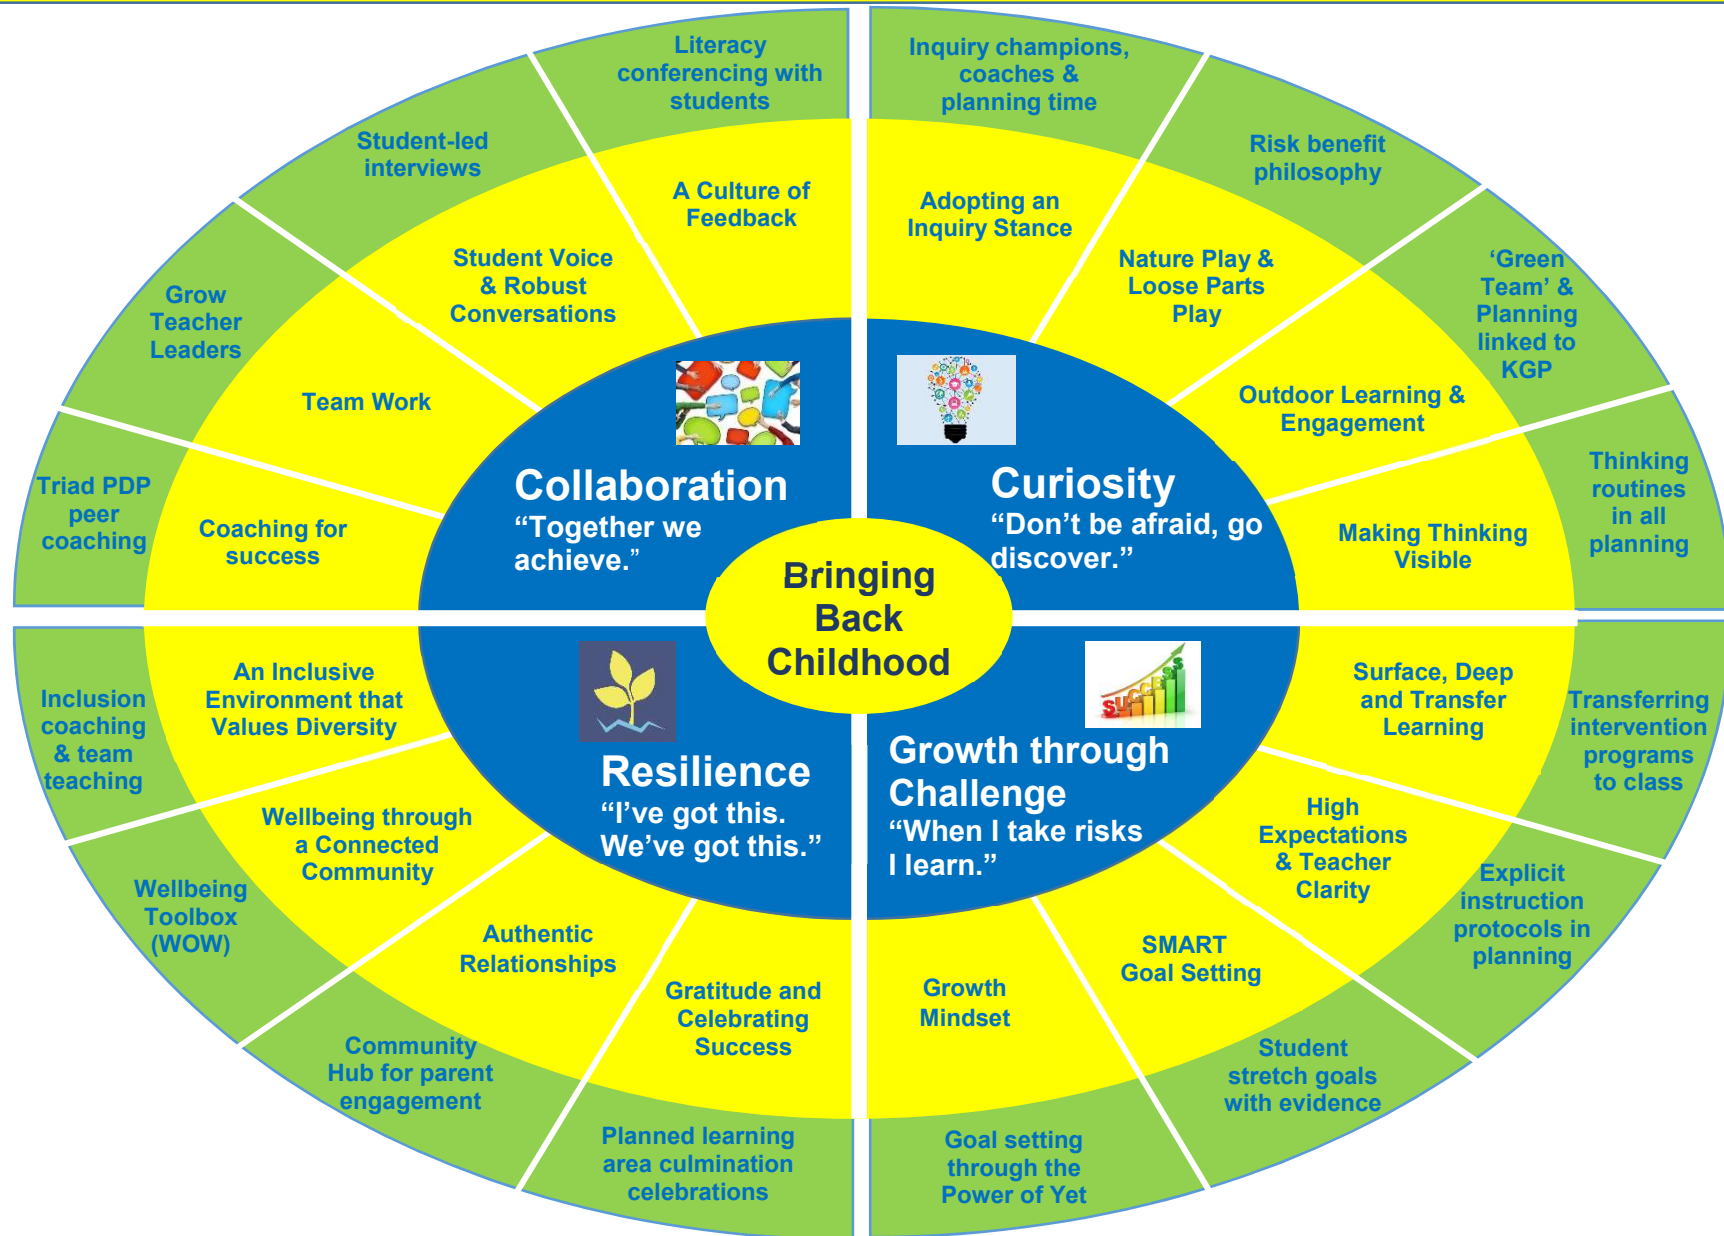 Literacy
conferencing with
students
Inquiry champions,
coaches &
planning time
Student-led
interviews
Risk benefit
philosophy
A Culture of
Feedback
Adopting an
Inquiry Stance
Student Voice
& Robust
Conversations
Nature Play &
Loose Parts
Play
Grow
Teacher
Leaders
‘Green
Team’ &
Planning
linked to
KGP
Team Work
Outdoor Learning &
Engagement
Triad PDP
peer
coaching
Coaching for
success
Collaboration
“Together we
achieve.”
Curiosity
“Don’t be afraid, go
discover.”
Making Thinking
Visible
Thinking
routines
in all
planning
Bringing
Back
Childhood
Inclusion
coaching
& team
teaching
An Inclusive
Environment that
Values Diversity
Resilience
“I’ve got this.
We’ve got this.”
SUCCESS
Growth through
Challenge
“When I take risks
I learn.”
Surface, Deep
and Transfer
Learning
Transferring
intervention
programs
to class
Wellbeing through
a Connected
Community
High
Expectations
& Teacher
Clarity
Wellbeing
Toolbox
(WOW)
Explicit
instruction
protocols in
planning
Authentic
Relationships
SMART
Goal Setting
Gratitude and
Celebrating
Success
Growth
Mindset
Community
Hub for parent
engagement
Student
stretch goals
with evidence
Planned learning
area culmination
celebrations
Goal setting
through the
Power of Yet